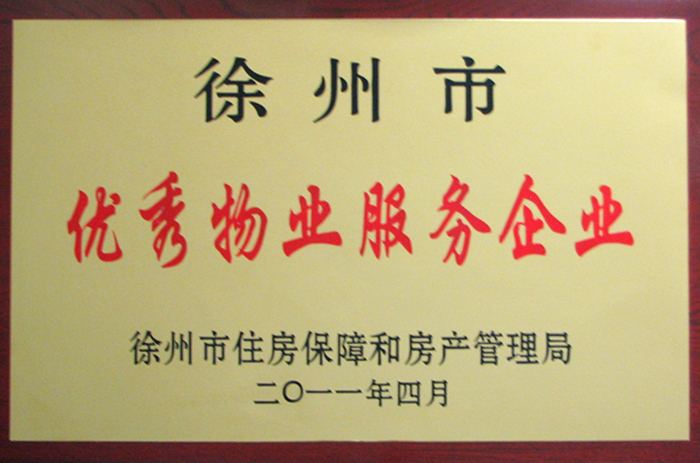 徐州市
优秀物业服务企业
徐州市住房保障和房产管理局
二〇一一年四月